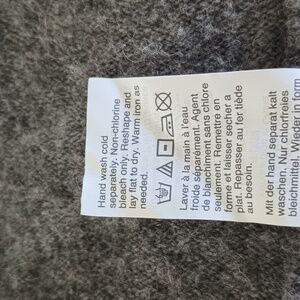 Hand wash cold
separately. Non-chlorine
bleach only. Reshape and
lay flat to dry. Warm iron as
needed.
Laver à la main à l'eau
froide séparément. Agent
de blanchiment sans chlore
seulement. Remettre en
forme et laisser secher a
plat. Repasser au fer tiède
au besoin.
Mit der hand separat kalt
waschen. Nur Chlorfreies
bleichmittel. Wieder in form